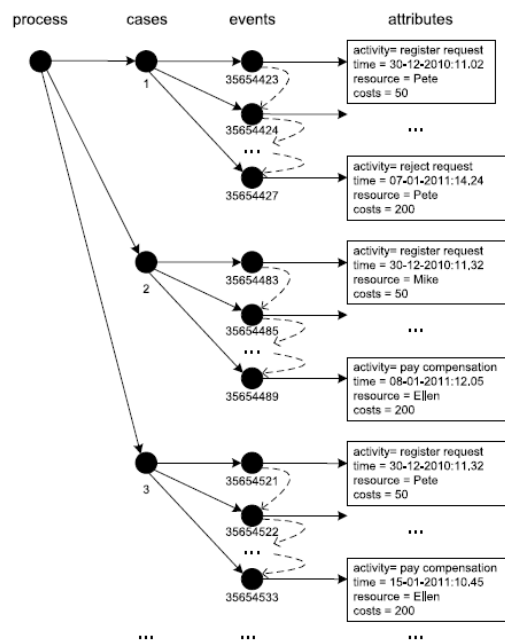 process cases events attributes
activity= register request
time = 30-12-2010:11.02
resource = Pete
costs = 50
1
35654423
35654424
...
...
35654427
activity= reject request
time = 07-01-2011:14.24
resource = Pete
costs = 200
activity= register request
time = 30-12-2010:11,32
resource = Mike
costs = 50
2
35654483
35654485
...
...
35654489
activity= pay compensation
time = 08-01-2011:12.05
resource = Ellen
costs = 200
activity= register request
time = 30-12-2010:11,32
resource = Pete
costs = 50
3
35654521
35654522
...
...
35654533
activity= pay compensation
time = 15-01-2011:10.45
resource = Ellen
costs = 200
... ... ...